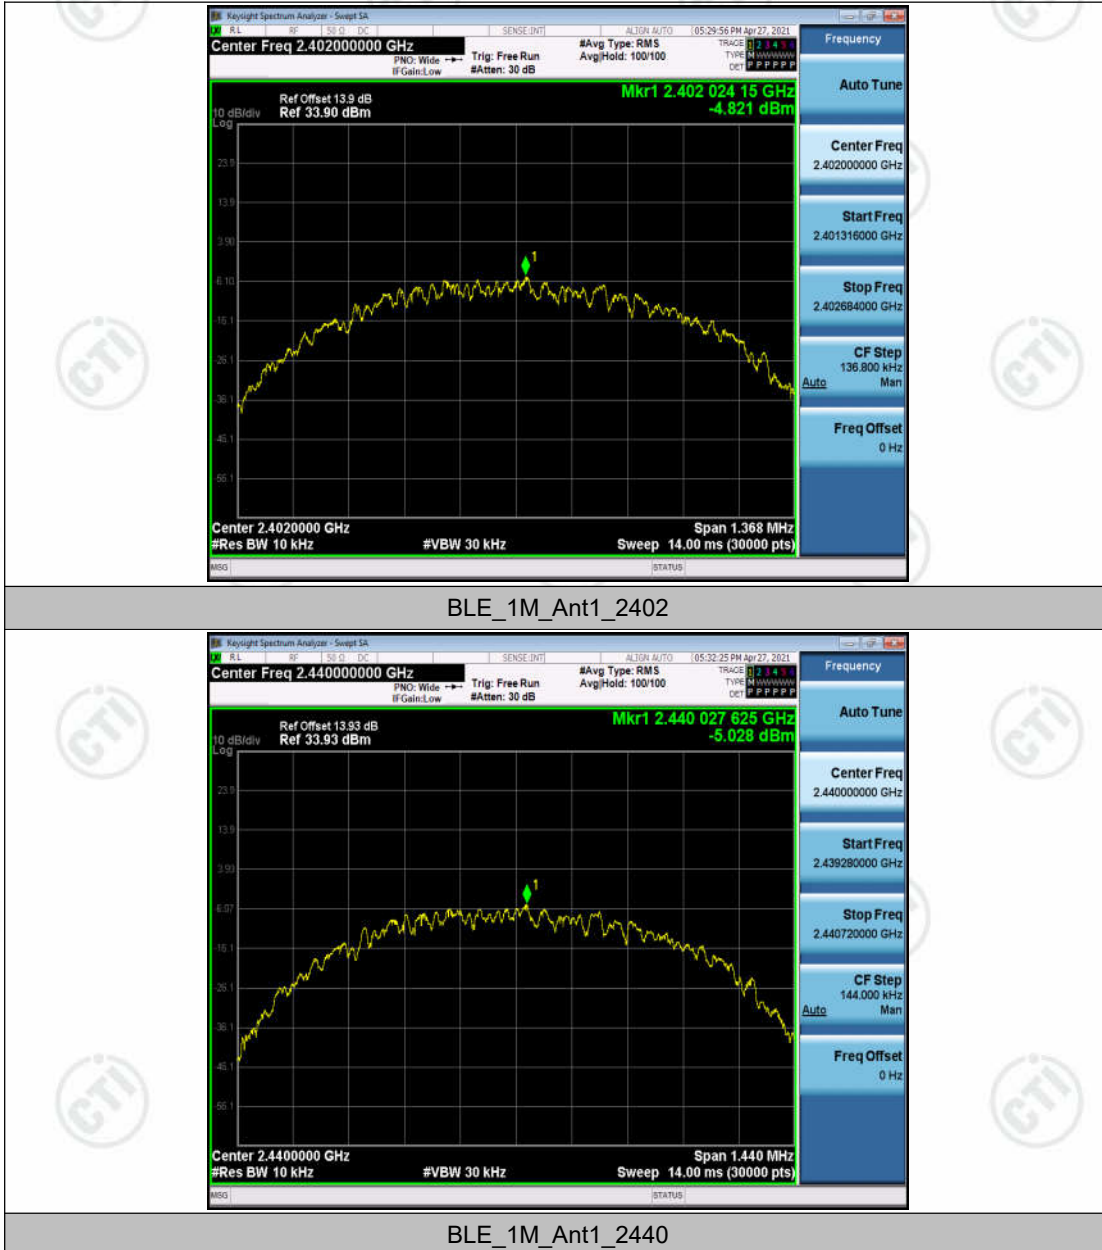 Keysight Spectrum Analyzer - Swept SA
RL RF 50 Ω DC SENSE:INT ALIGN AUTO 05:29:56 PM Apr 27, 2021
Center Freq 2.402000000 GHz
PNO: Wide
IFGain:Low
Trig: Free Run
#Atten: 30 dB
#Avg Type: RMS
Avg|Hold: 100/100
TRACE 1 2 3 4 5 6
TYPE M W W W W W
DET P P P P P P
Mkr1 2.402 024 15 GHz
-4.821 dBm
Ref Offset 13.9 dB
10 dB/div Ref 33.90 dBm
Log
23.9
13.9
3.90
-6.10
-16.1
-26.1
-36.1
-46.1
-56.1
1
Center 2.4020000 GHz Span 1.368 MHz
#Res BW 10 kHz #VBW 30 kHz Sweep 14.00 ms (30000 pts)
MSG STATUS
Frequency
Auto Tune
Center Freq
2.402000000 GHz
Start Freq
2.401316000 GHz
Stop Freq
2.402684000 GHz
CF Step
136.800 kHz
Auto Man
Freq Offset
0 Hz
BLE_1M_Ant1_2402
Keysight Spectrum Analyzer - Swept SA
RL RF 50 Ω DC SENSE:INT ALIGN AUTO 05:32:25 PM Apr 27, 2021
Center Freq 2.440000000 GHz
PNO: Wide
IFGain:Low
Trig: Free Run
#Atten: 30 dB
#Avg Type: RMS
Avg|Hold: 100/100
TRACE 1 2 3 4 5 6
TYPE M W W W W W
DET P P P P P P
Mkr1 2.440 027 625 GHz
-5.028 dBm
Ref Offset 13.93 dB
10 dB/div Ref 33.93 dBm
Log
23.9
13.9
3.93
-6.07
-16.1
-26.1
-36.1
-46.1
-56.1
1
Center 2.4400000 GHz Span 1.440 MHz
#Res BW 10 kHz #VBW 30 kHz Sweep 14.00 ms (30000 pts)
MSG STATUS
Frequency
Auto Tune
Center Freq
2.440000000 GHz
Start Freq
2.439280000 GHz
Stop Freq
2.440720000 GHz
CF Step
144.000 kHz
Auto Man
Freq Offset
0 Hz
BLE_1M_Ant1_2440
CTI
CTI
CTI
CTI
CTI
CTI